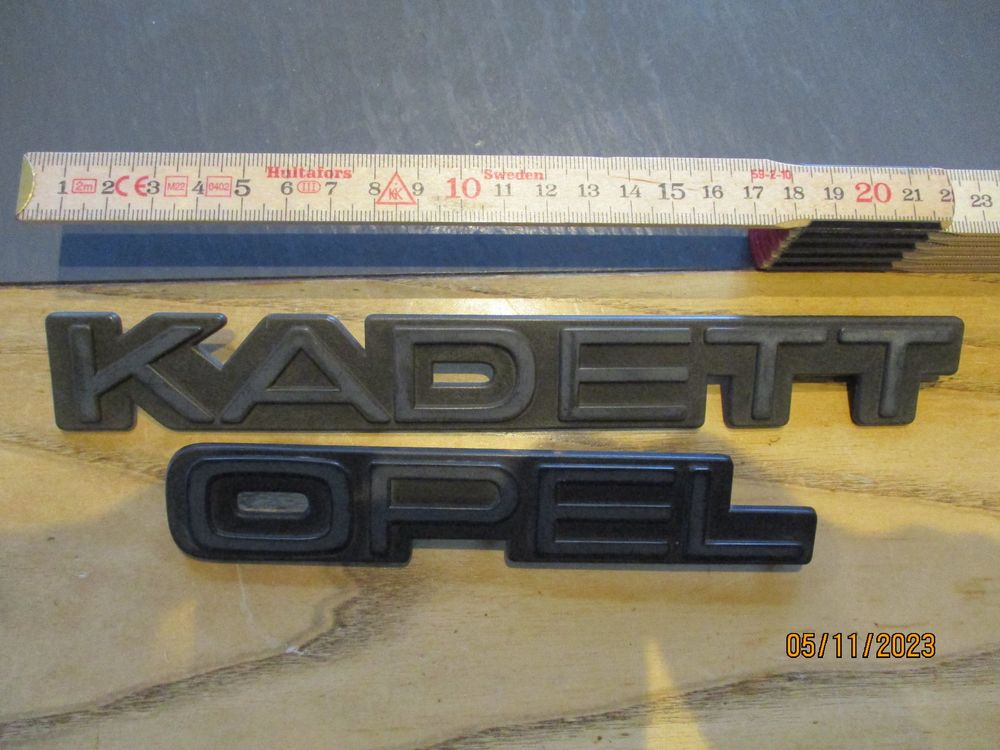 Hultafors Sweden 59-2-10
1 2m 2 CE 3 M22 4 0402 5 6 III 7 8 9 10 11 12 13 14 15 16 17 18 19 20 21 2 23
KADETT
OPEL
05/11/2023